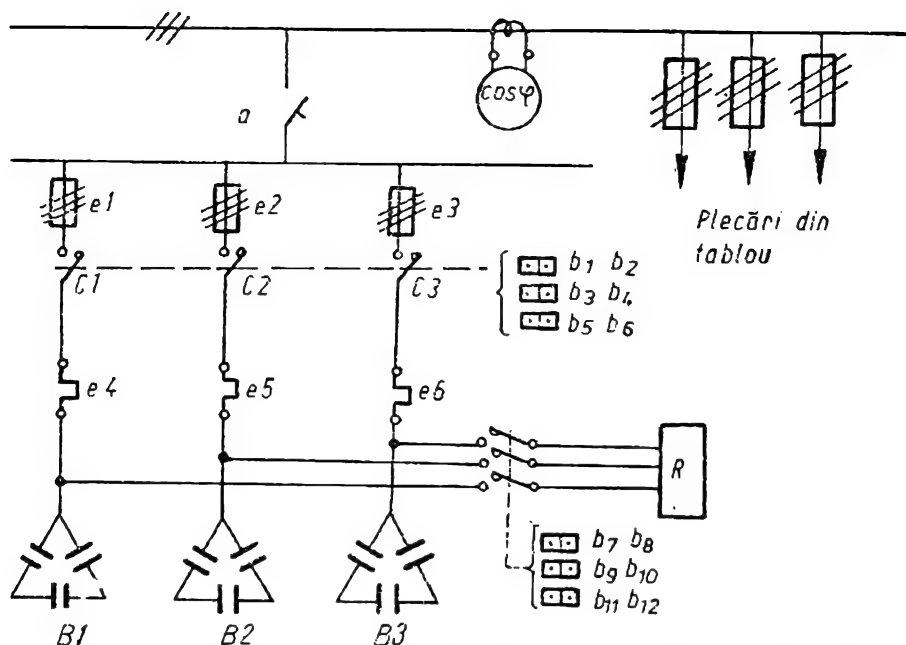 cosφ
a
e1
e2
e3
Plecări din
tablou
C1
C2
C3
b1 b2
b3 b4
b5 b6
e4
e5
e6
R
b7 b8
b9 b10
b11 b12
B1
B2
B3